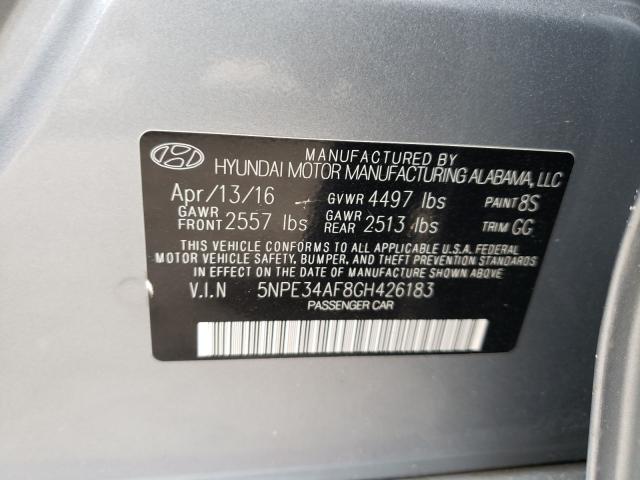 MANUFACTURED BY
HYUNDAI MOTOR MANUFACTURING ALABAMA, LLC
Apr/13/16 GVWR 4497 lbs PAINT 8S
GAWR FRONT 2557 lbs GAWR REAR 2513 lbs TRIM GG
THIS VEHICLE CONFORMS TO ALL APPLICABLE U.S.A. FEDERAL
MOTOR VEHICLE SAFETY, BUMPER, AND THEFT PREVENTION STANDARDS
IN EFFECT ON THE DATE OF MANUFACTURE SHOWN ABOVE.
V.I.N 5NPE34AF8GH426183
PASSENGER CAR